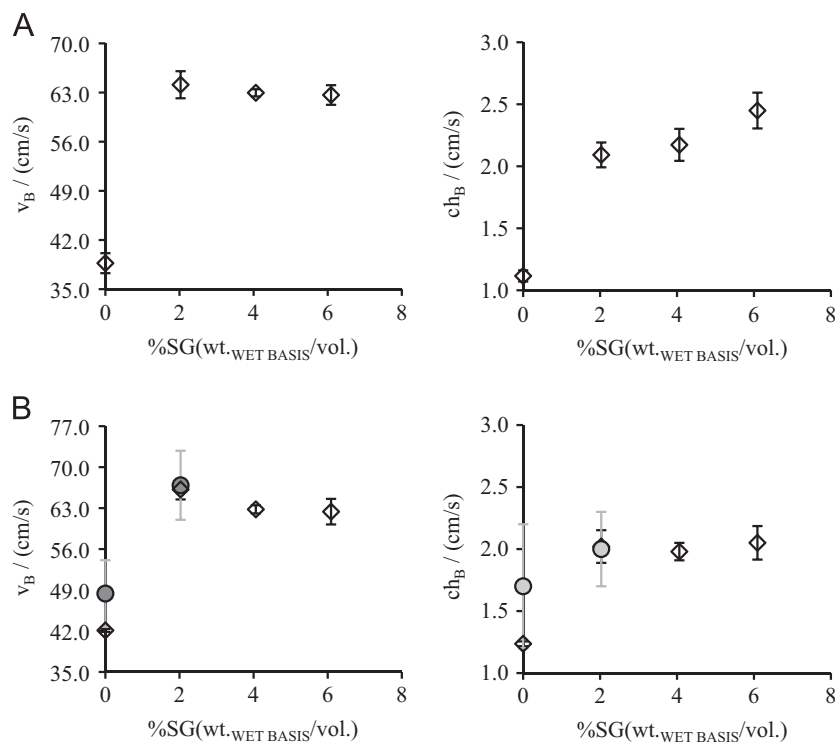 A
70.0
63.0
56.0
49.0
42.0
35.0
v_B / (cm/s)
0 2 4 6 8
%SG(wt._WET BASIS/vol.)
3.0
2.5
2.0
1.5
1.0
ch_B / (cm/s)
0 2 4 6 8
%SG(wt._WET BASIS/vol.)
B
77.0
70.0
63.0
56.0
49.0
42.0
35.0
v_B / (cm/s)
0 2 4 6 8
%SG(wt._WET BASIS/vol.)
3.0
2.5
2.0
1.5
1.0
ch_B / (cm/s)
0 2 4 6 8
%SG(wt._WET BASIS/vol.)